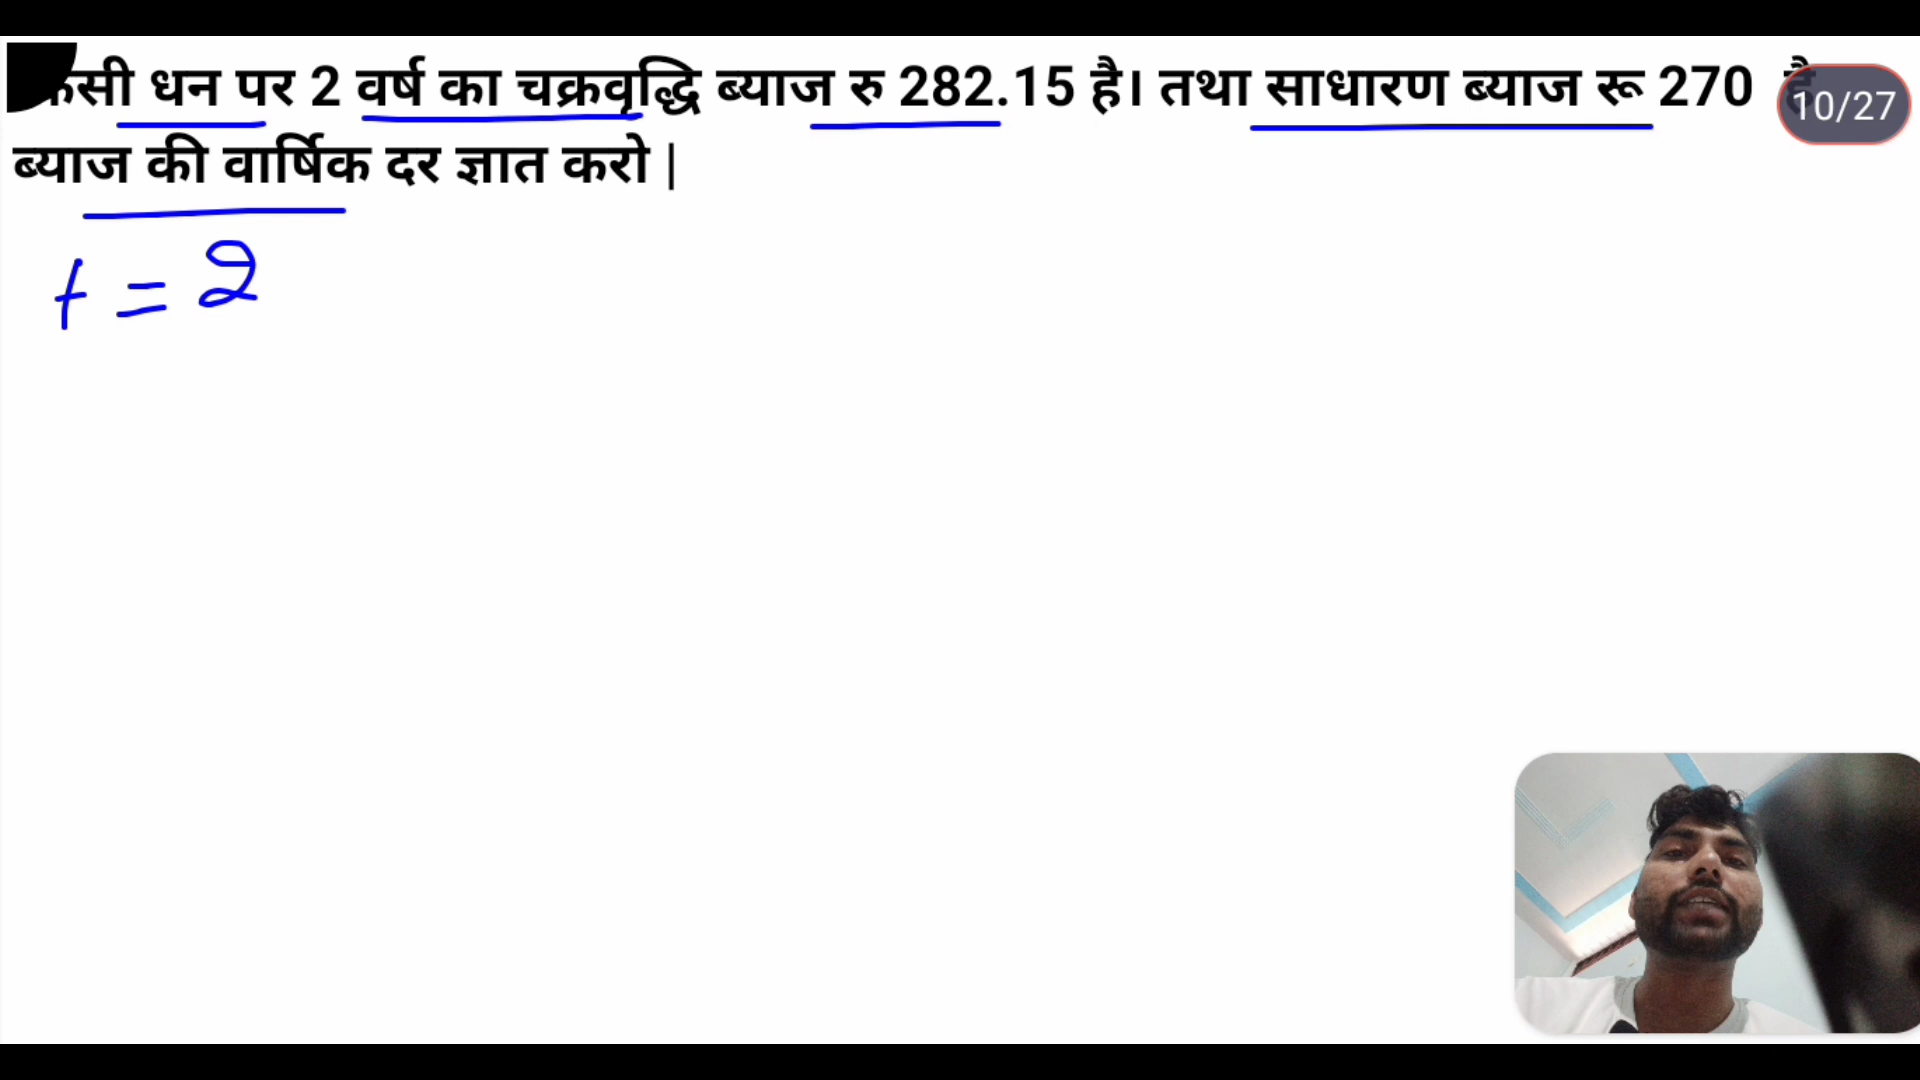 किसी धन पर 2 वर्ष का चक्रवृद्धि ब्याज रु 282.15 है। तथा साधारण ब्याज रू 270 है
10/27
ब्याज की वार्षिक दर ज्ञात करो |
t = 2